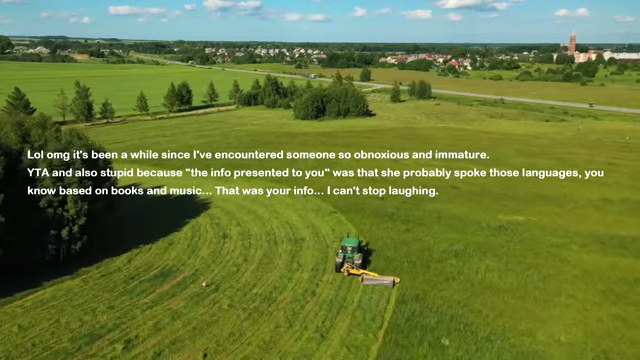 Lol omg it's been a while since I've encountered someone so obnoxious and immature.
YTA and also stupid because "the info presented to you" was that she probably spoke those languages, you
know based on books and music... That was your info... I can't stop laughing.